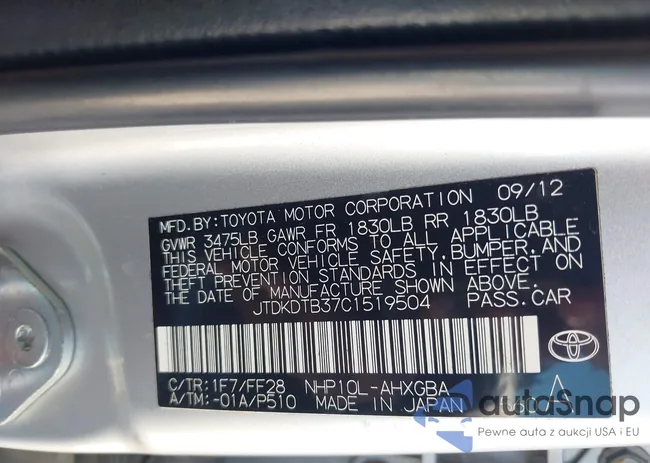 MFD.BY:TOYOTA MOTOR CORPORATION 09/12
GVWR 3475LB GAWR FR 1830LB RR 1830LB
THIS VEHICLE CONFORMS TO ALL APPLICABLE
FEDERAL MOTOR VEHICLE SAFETY,BUMPER,AND
THEFT PREVENTION STANDARDS IN EFFECT ON
THE DATE OF MANUFACTURE SHOWN ABOVE.
JTDKDTB37C1519504 PASS.CAR
C/TR:1F7/FF28 NHP10L-AHXGBA
A/TM:-01A/P510 MADE IN JAPAN
TOYOTA
autoSnap
Pewne auto z aukcji USA i EU